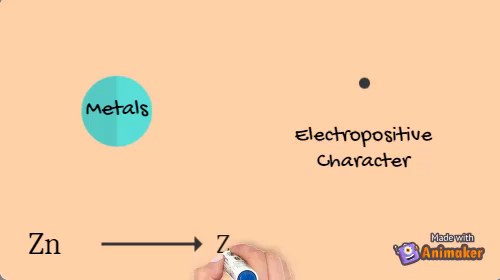 Metals
Electropositive
Character
Zn
Z
Made with
Animaker